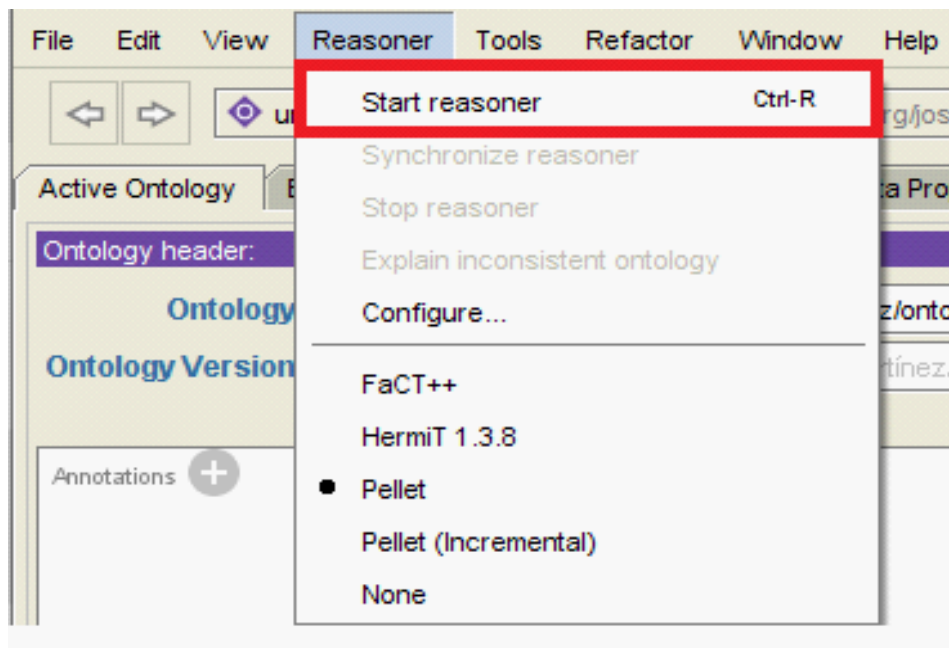 File Edit View Reasoner Tools Refactor Window Help
Start reasoner Ctrl-R
Synchronize reasoner
Active Ontology
Stop reasoner
Ontology header:
Explain inconsistent ontology
Ontology
Configure...
Ontology Version
FaCT++
HermiT 1.3.8
Annotations
Pellet
Pellet (Incremental)
None